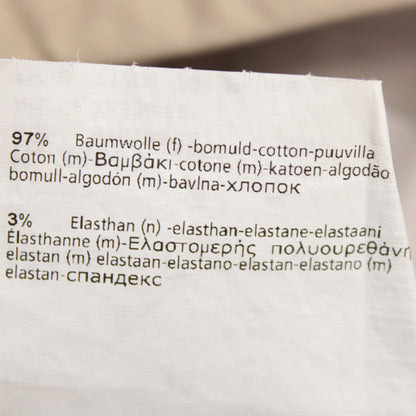 97% Baumwolle (f) -bomuld-cotton-puuvilla
Coton (m)-Βαμβάκι-cotone (m)-katoen-algodão
bomull-algodón (m)-bavlna-хлопок
3% Elasthan (n) -elasthan-elastane-elastaani
Élasthanne (m)-Ελαστομερής πολυουρεθάνη
elastan (m) elastaan-elastano-elastan-elastano (m)
elastan-спандекс